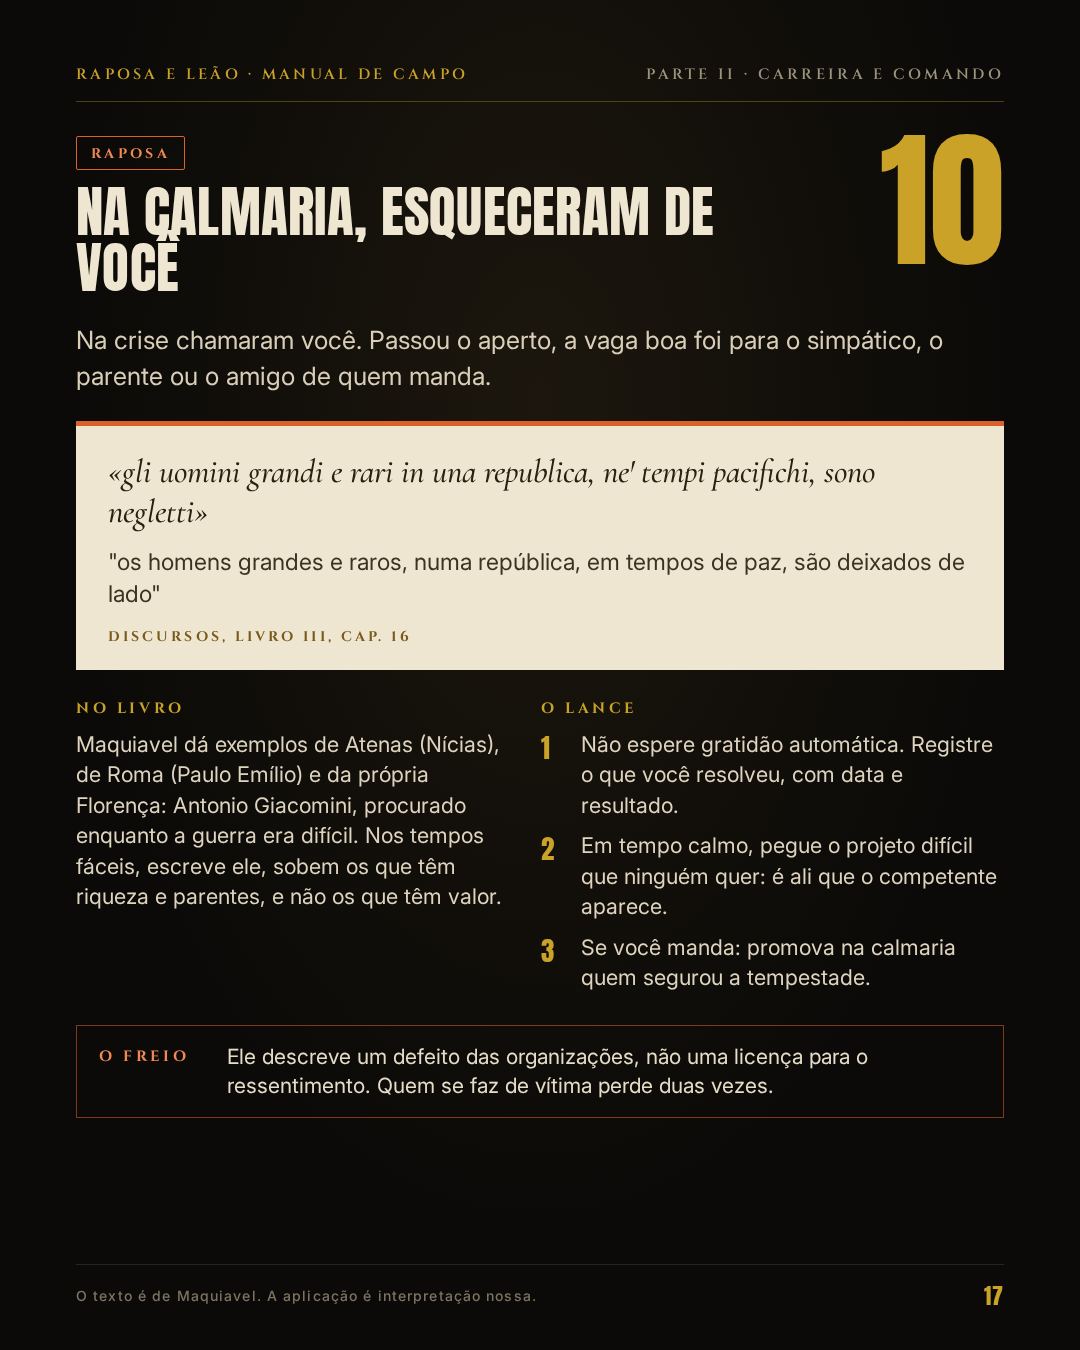 RAPOSA E LEÃO · MANUAL DE CAMPO
PARTE II · CARREIRA E COMANDO
RAPOSA
10
NA CALMARIA, ESQUECERAM DE
VOCÊ
Na crise chamaram você. Passou o aperto, a vaga boa foi para o simpático, o
parente ou o amigo de quem manda.
«gli uomini grandi e rari in una republica, ne' tempi pacifichi, sono
negletti»
"os homens grandes e raros, numa república, em tempos de paz, são deixados de
lado"
DISCURSOS, LIVRO III, CAP. 16
NO LIVRO
Maquiavel dá exemplos de Atenas (Nícias),
de Roma (Paulo Emílio) e da própria
Florença: Antonio Giacomini, procurado
enquanto a guerra era difícil. Nos tempos
fáceis, escreve ele, sobem os que têm
riqueza e parentes, e não os que têm valor.
O LANCE
1 Não espere gratidão automática. Registre
o que você resolveu, com data e
resultado.
2 Em tempo calmo, pegue o projeto difícil
que ninguém quer: é ali que o competente
aparece.
3 Se você manda: promova na calmaria
quem segurou a tempestade.
O FREIO
Ele descreve um defeito das organizações, não uma licença para o
ressentimento. Quem se faz de vítima perde duas vezes.
O texto é de Maquiavel. A aplicação é interpretação nossa.
17